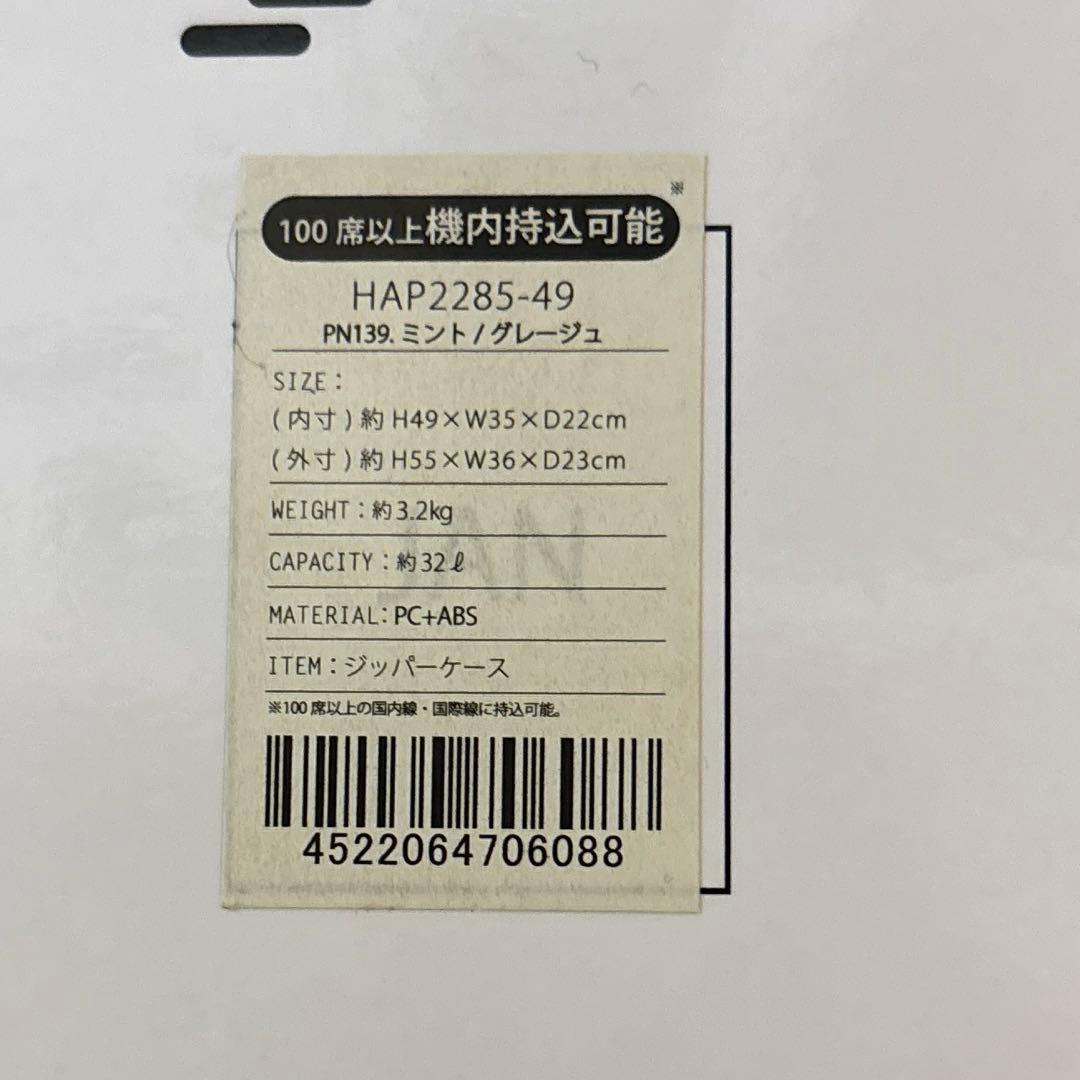 ※
100 席以上機内持込可能
HAP2285-49
PN139. ミント / グレージュ
SIZE：
( 内寸 ) 約 H49×W35×D22cm
( 外寸 ) 約 H55×W36×D23cm
WEIGHT：約3.2kg
CAPACITY：約32ℓ
MATERIAL：PC+ABS
ITEM：ジッパーケース
※100 席以上の国内線・国際線に持込可能。
4522064706088